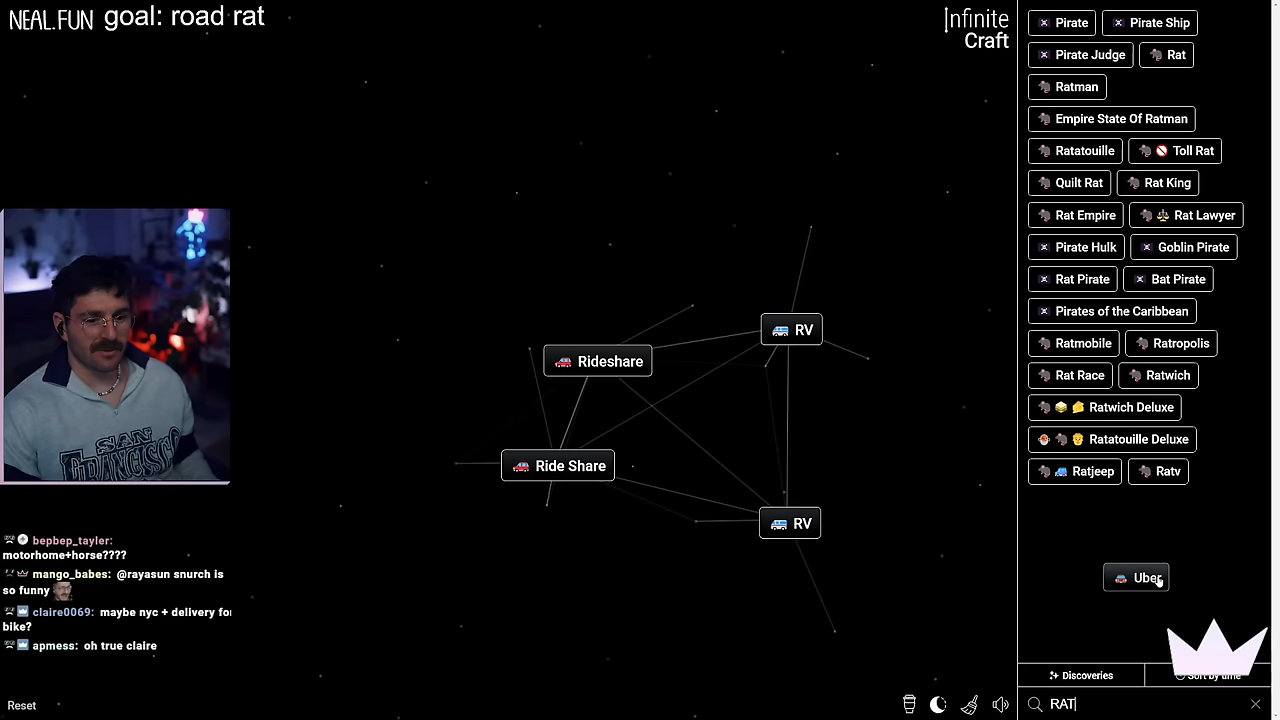 NEAL.FUN goal: road rat
Infinite
Craft
Pirate
Pirate Ship
Pirate Judge
Rat
Ratman
Empire State Of Ratman
Ratatouille
Toll Rat
Quilt Rat
Rat King
Rat Empire
Rat Lawyer
Pirate Hulk
Goblin Pirate
Rat Pirate
Bat Pirate
Pirates of the Caribbean
Ratmobile
Ratropolis
Rat Race
Ratwich
Ratwich Deluxe
Ratatouille Deluxe
Ratjeep
Ratv
RV
Rideshare
Ride Share
RV
Uber
SAN
FRANCISCO
bepbep_tayler:
motorhome+horse????
mango_babes: @rayasun snurch is
so funny
claire0069: maybe nyc + delivery for
bike?
apmess: oh true claire
Discoveries
Sort by time
Reset
RAT